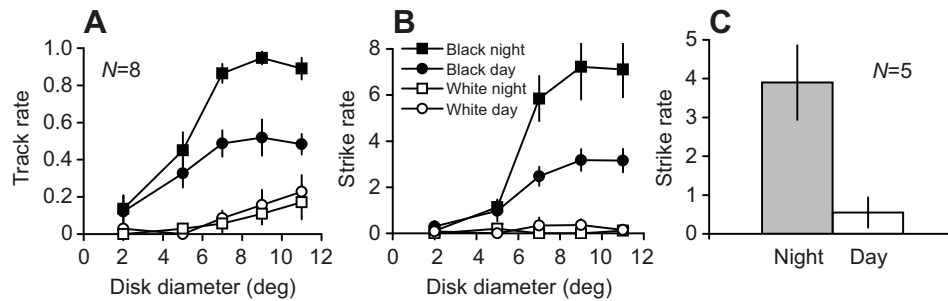 A
Track rate
1.0
0.8
0.6
0.4
0.2
0
N=8
0 2 4 6 8 10 12
Disk diameter (deg)
B
Strike rate
8
6
4
2
0
Black night
Black day
White night
White day
0 2 4 6 8 10 12
Disk diameter (deg)
C
Strike rate
5
4
3
2
1
0
N=5
Night Day